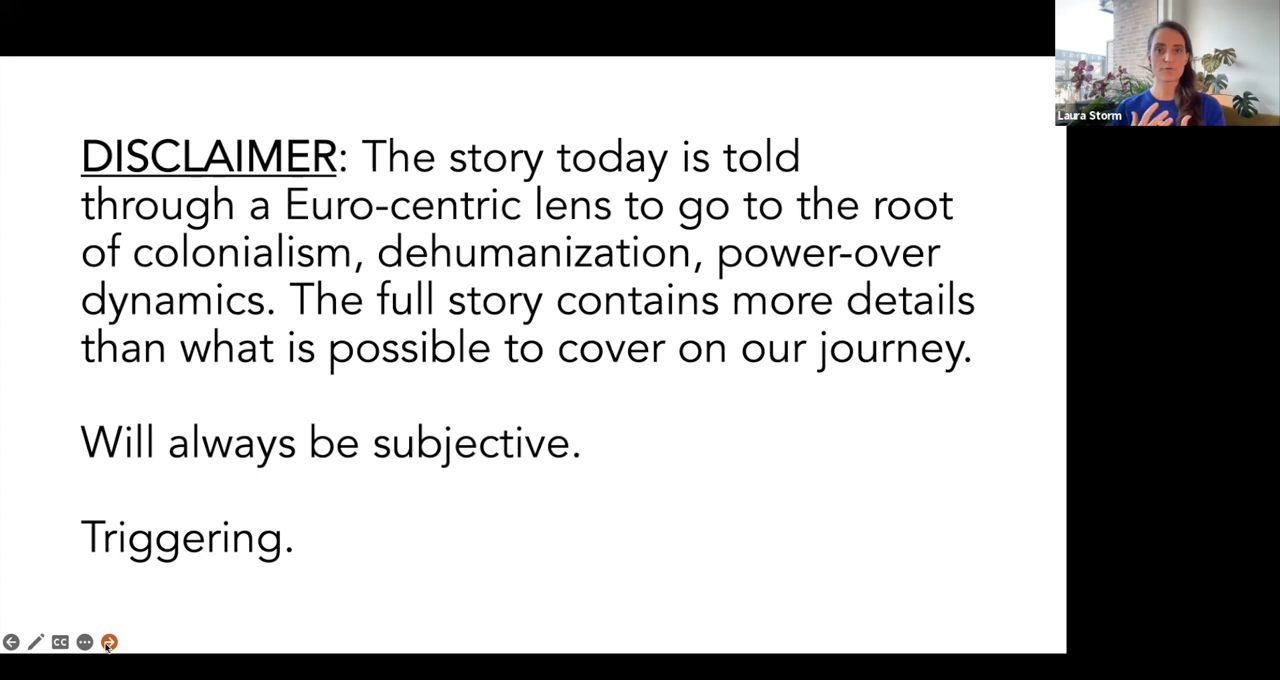 DISCLAIMER: The story today is told
through a Euro-centric lens to go to the root
of colonialism, dehumanization, power-over
dynamics. The full story contains more details
than what is possible to cover on our journey.
Will always be subjective.
Triggering.
Laura Storm
CC